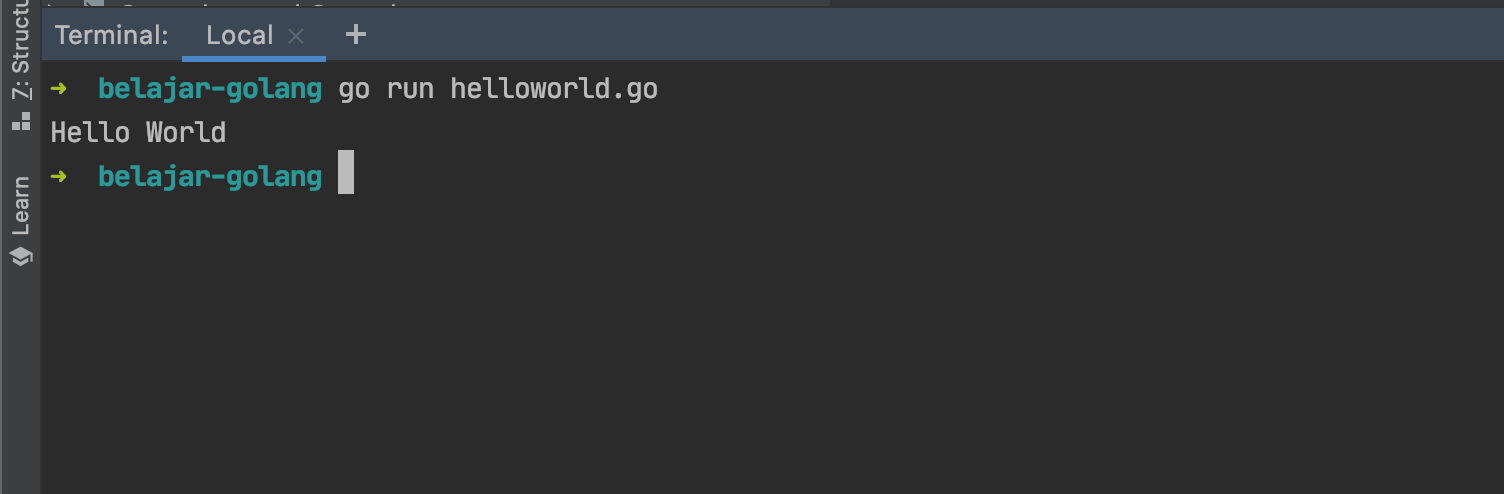 Terminal: Local × +
➜ belajar-golang go run helloworld.go
Hello World
➜ belajar-golang
Z: Structu
Learn